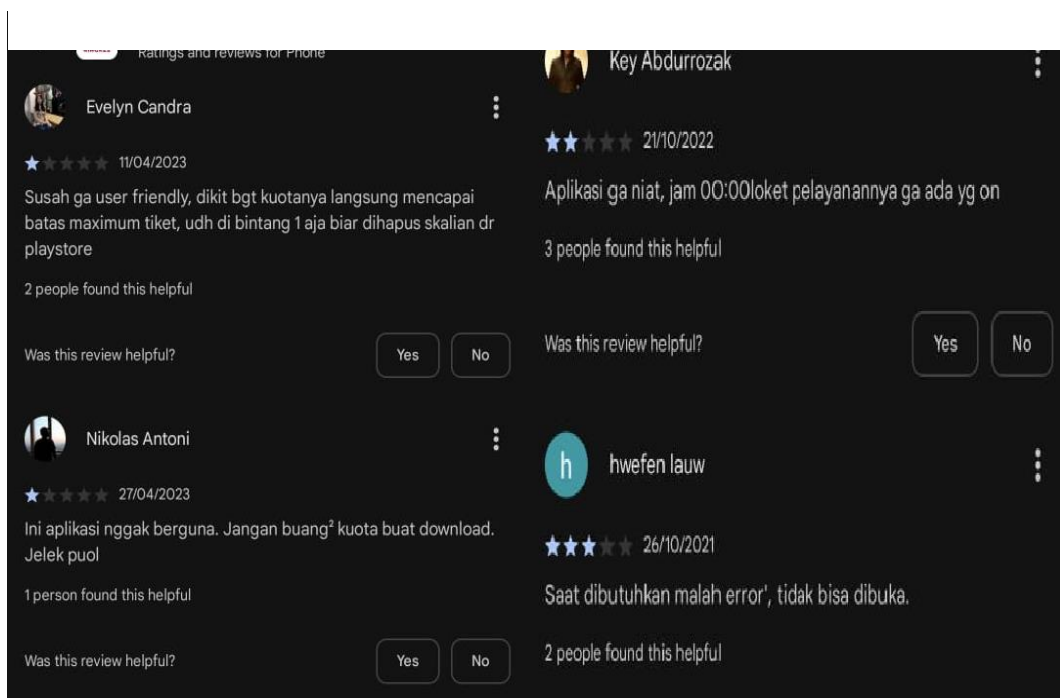 Ratings and reviews for Phone
Evelyn Candra
11/04/2023
Susah ga user friendly, dikit bgt kuotanya langsung mencapai
batas maximum tiket, udh di bintang 1 aja biar dihapus skalian dr
playstore
2 people found this helpful
Was this review helpful?
Yes
No
Nikolas Antoni
27/04/2023
Ini aplikasi nggak berguna. Jangan buang² kuota buat download.
Jelek puol
1 person found this helpful
Was this review helpful?
Yes
No
Key Abdurrozak
21/10/2022
Aplikasi ga niat, jam 00:00loket pelayanannya ga ada yg on
3 people found this helpful
Was this review helpful?
Yes
No
h
hwefen lauw
26/10/2021
Saat dibutuhkan malah error', tidak bisa dibuka.
2 people found this helpful